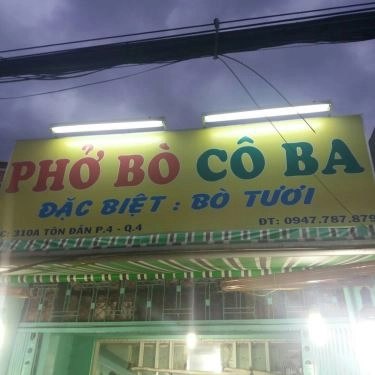 PHỞ BÒ CÔ BA
ĐẶC BIỆT : BÒ TƯƠI
C: 310A TÔN ĐẢN P.4 - Q.4
ĐT: 0947.787.879